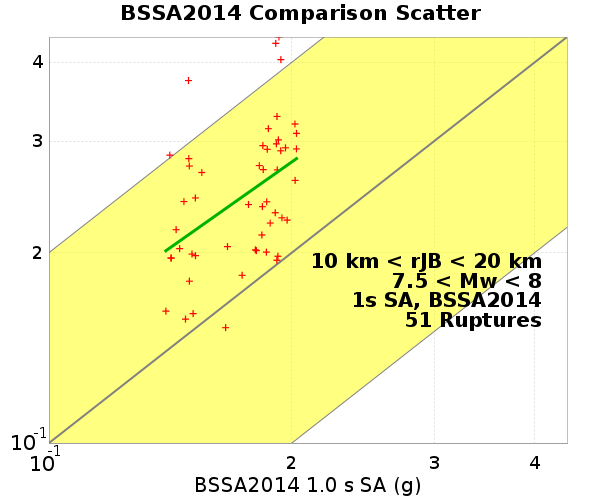 BSSA2014 Comparison Scatter
4
3
2
10 km < rJB < 20 km
7.5 < Mw < 8
1s SA, BSSA2014
51 Ruptures
10-1
10-1
2
3
4
BSSA2014 1.0 s SA (g)